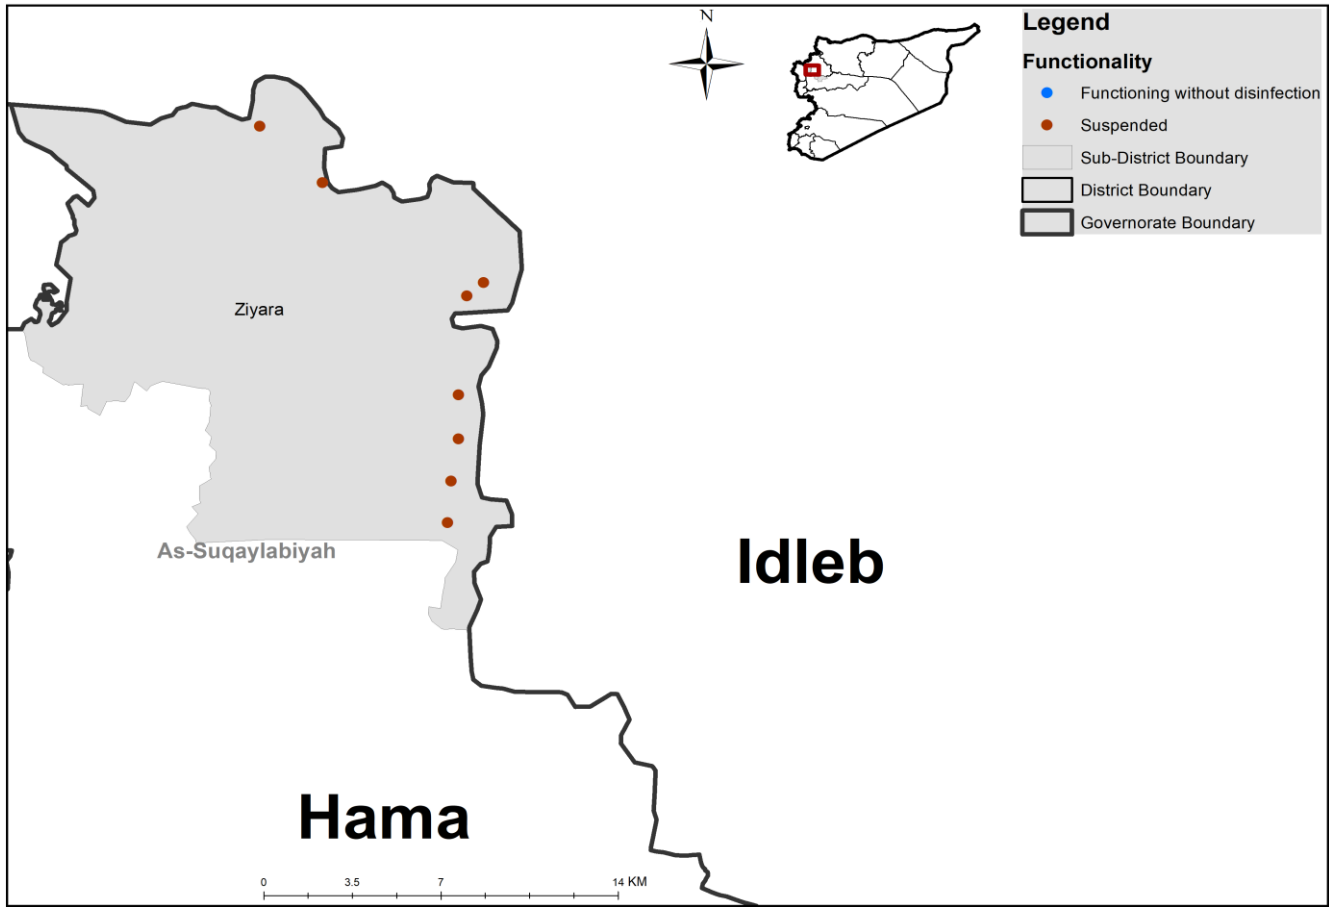 N
Legend
Functionality
Functioning without disinfection
Suspended
Sub-District Boundary
District Boundary
Governorate Boundary
Ziyara
As-Suqaylabiyah
Idleb
Hama
0 3.5 7 14 KM